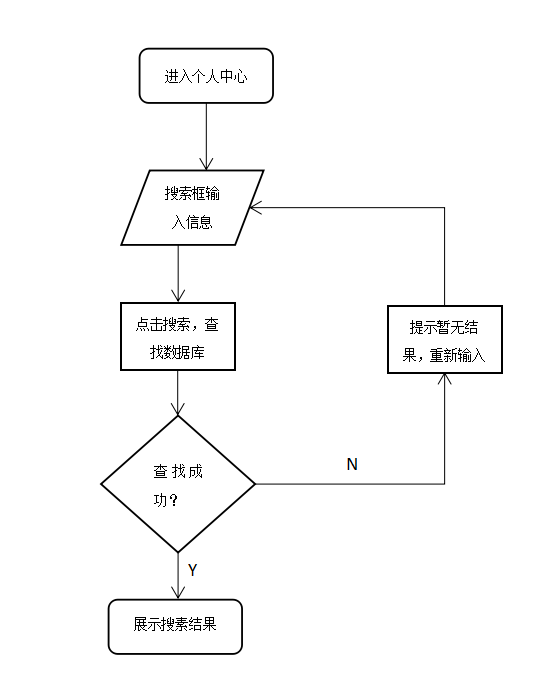 进入个人中心
搜索框输
入信息
点击搜索，查
找数据库
提示暂无结
果，重新输入
查找成
功？
N
Y
展示搜素结果